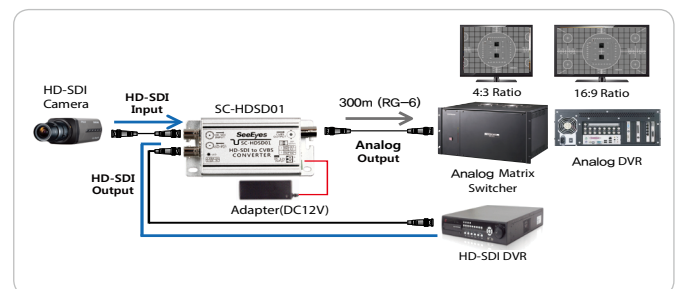 HD-SDI
Camera
HD-SDI
Input
SC-HDSD01
300m (RG-6)
4:3 Ratio
16:9 Ratio
SeeEyes
SC-HDSD01
HD-SDI to CVBS
CONVERTER
Analog
Output
Analog Matrix
Switcher
Analog DVR
HD-SDI
Output
Adapter(DC12V)
HD-SDI DVR